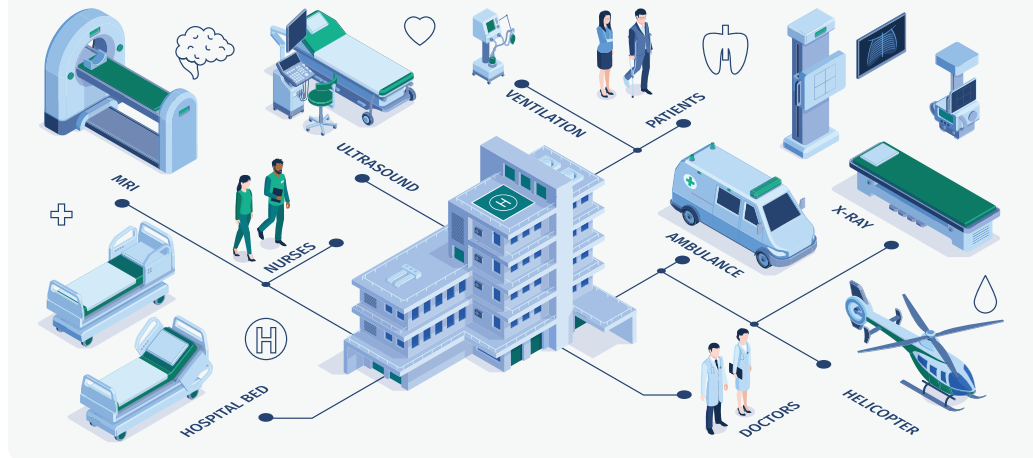 VENTILATION
PATIENTS
ULTRASOUND
MRI
H
X-RAY
NURSES
AMBULANCE
H
HOSPITAL BED
DOCTORS
HELICOPTER